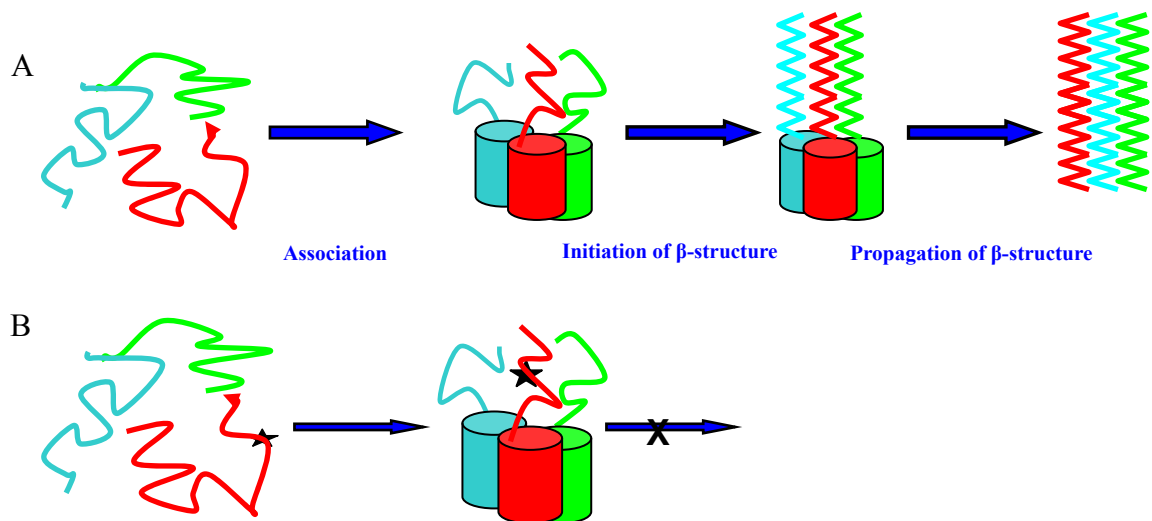 A
Association
Initiation of β-structure
Propagation of β-structure
B
X